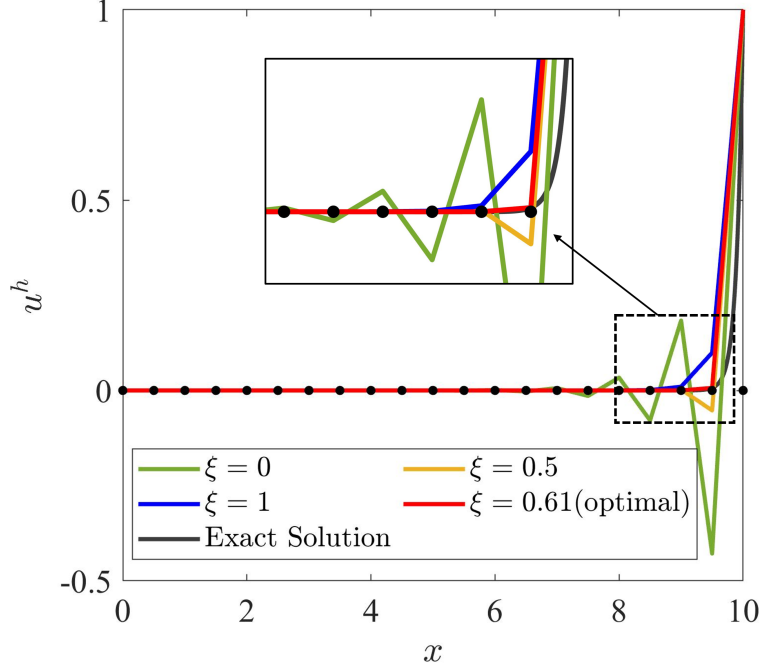 1
0.5
u^h
0
ξ = 0
ξ = 0.5
ξ = 1
ξ = 0.61(optimal)
Exact Solution
-0.5
0 2 4 6 8 10
x